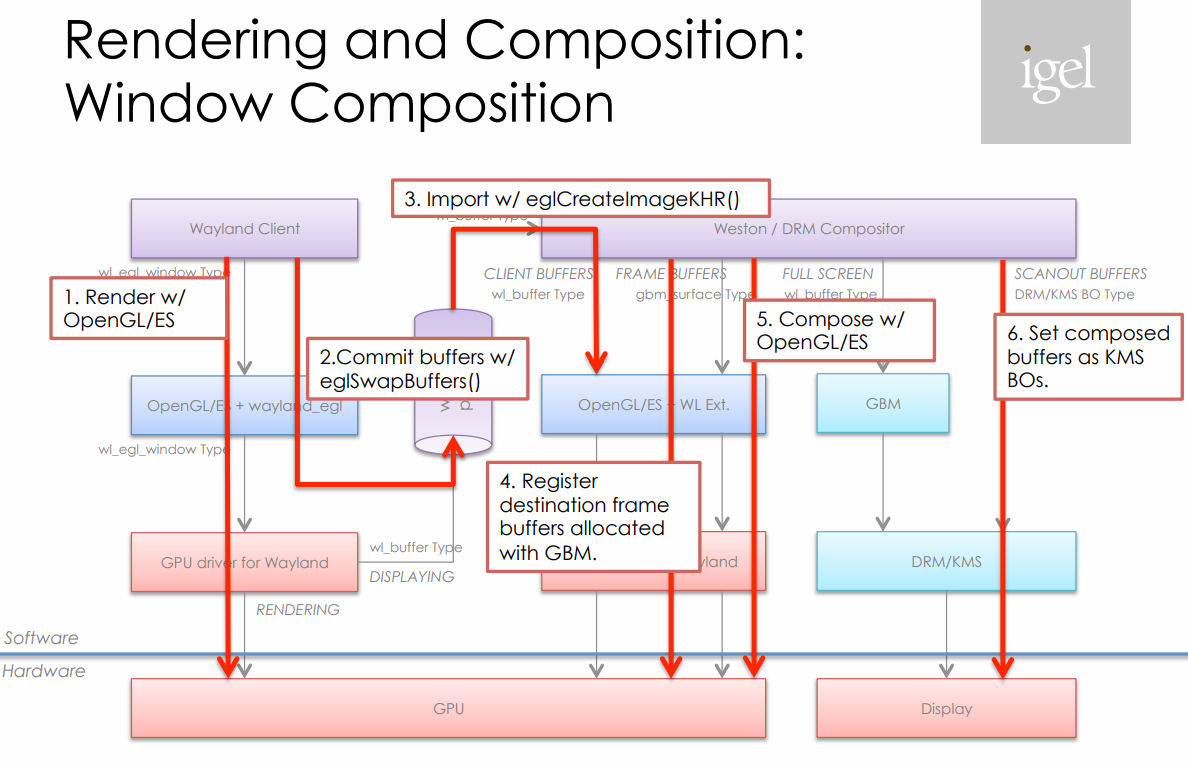 Rendering and Composition:
Window Composition
igel
3. Import w/ eglCreateImageKHR()
Wayland Client
Weston / DRM Compositor
wl_buffer Type
wl_egl_window Type
CLIENT BUFFERS
wl_buffer Type
FRAME BUFFERS
gbm_surface Type
FULL SCREEN
wl_buffer Type
SCANOUT BUFFERS
DRM/KMS BO Type
1. Render w/
OpenGL/ES
2.Commit buffers w/
eglSwapBuffers()
5. Compose w/
OpenGL/ES
6. Set composed
buffers as KMS
BOs.
OpenGL/ES + wayland_egl
OpenGL/ES + WL Ext.
GBM
wl_egl_window Type
4. Register
destination frame
buffers allocated
with GBM.
GPU driver for Wayland
wl_buffer Type
DISPLAYING
DRM/KMS
RENDERING
Software
Hardware
GPU
Display